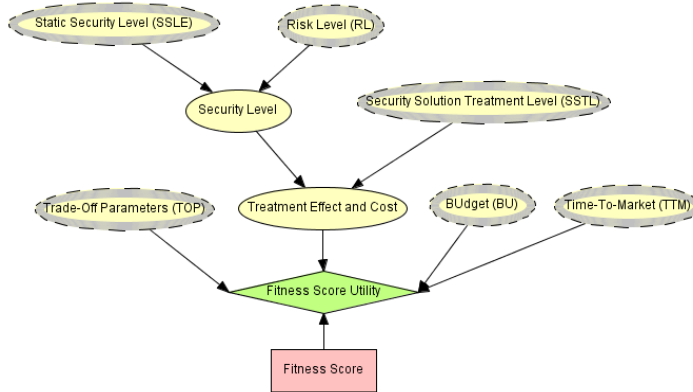 Static Security Level (SSLE)
Risk Level (RL)
Security Level
Security Solution Treatment Level (SSTL)
Trade-Off Parameters (TOP)
Treatment Effect and Cost
BUdget (BU)
Time-To-Market (TTM)
Fitness Score Utility
Fitness Score